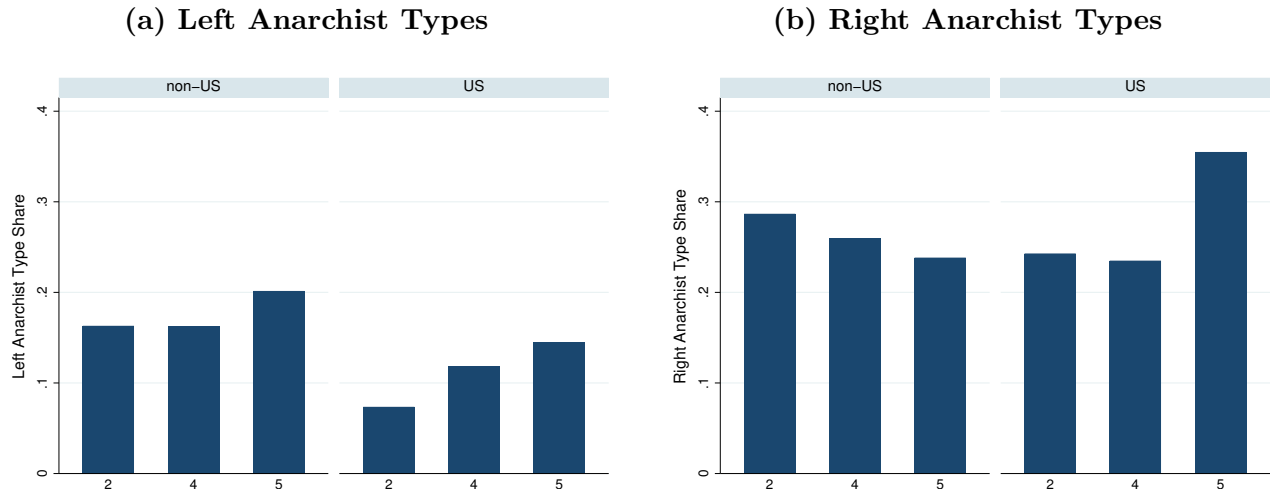 (a) Left Anarchist Types
non−US
US
Left Anarchist Type Share
.4
.3
.2
.1
0
2 4 5 2 4 5
(b) Right Anarchist Types
non−US
US
Right Anarchist Type Share
.4
.3
.2
.1
0
2 4 5 2 4 5